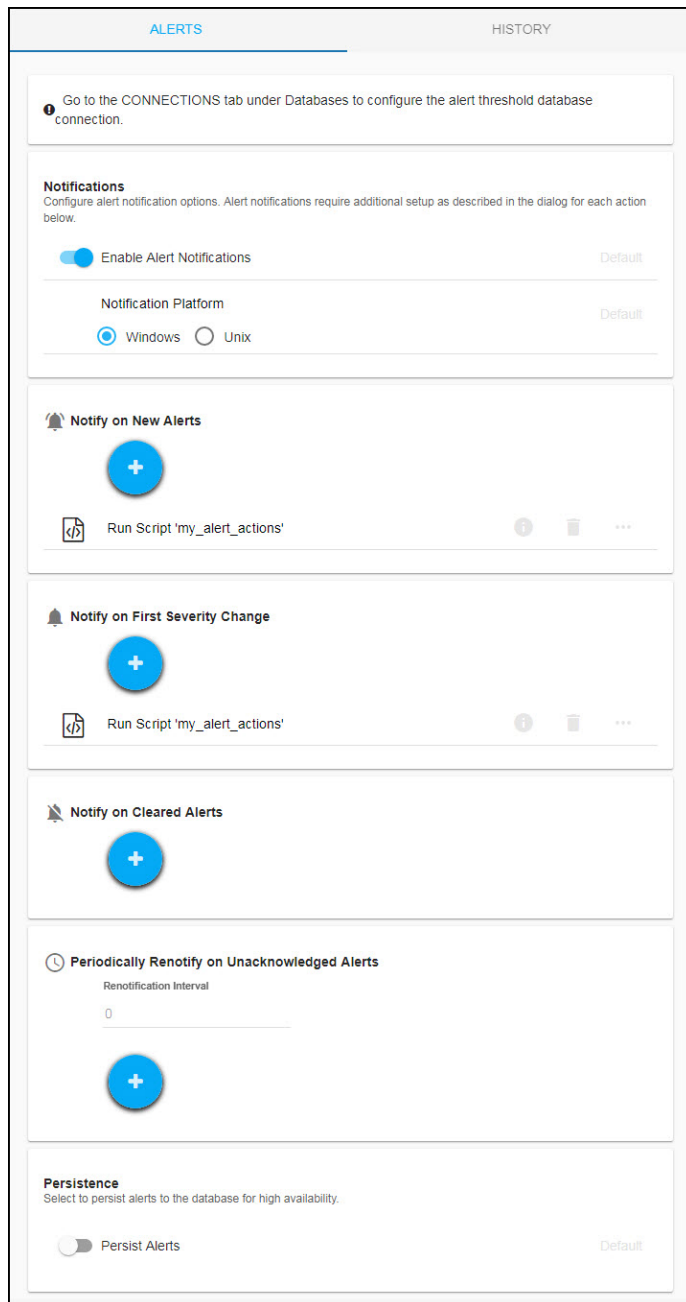 ALERTS
HISTORY
Go to the CONNECTIONS tab under Databases to configure the alert threshold database
connection.
Notifications
Configure alert notification options. Alert notifications require additional setup as described in the dialog for each action
below.
Enable Alert Notifications
Default
Notification Platform
Default
Windows
Unix
Notify on New Alerts
Run Script 'my_alert_actions'
Notify on First Severity Change
Run Script 'my_alert_actions'
Notify on Cleared Alerts
Periodically Renotify on Unacknowledged Alerts
Renotification Interval
0
Persistence
Select to persist alerts to the database for high availability.
Persist Alerts
Default